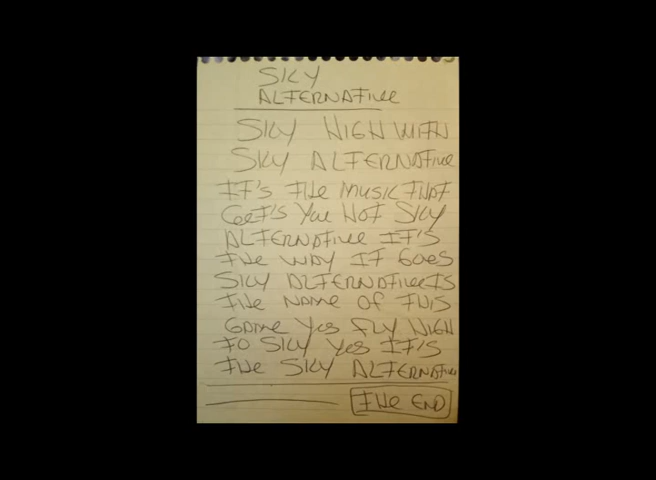 SKY
ALTERNATIVE
SKY HIGH WITH
SKY ALTERNATIVE
IT'S THE MUSIC THAT
GET'S YOU HOT SKY
ALTERNATIVE IT'S
THE WAY IT GOES
SKY ALTERNATIVE IS
THE NAME OF THIS
GAME YES FLY HIGH
TO SKY YES IT'S
THE SKY ALTERNATIVE
THE END